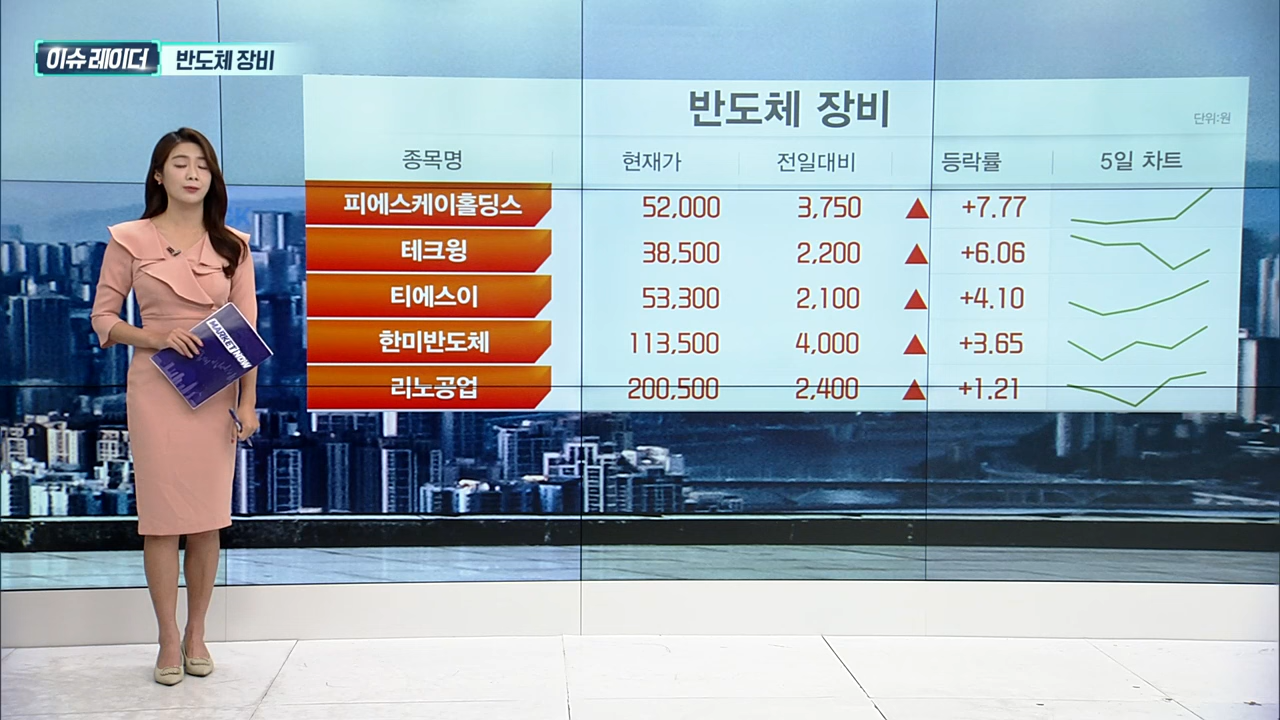 이슈 레이더 반도체 장비
반도체 장비
단위:원
종목명 현재가 전일대비 등락률 5일 차트
피에스케이홀딩스 52,000 3,750 ▲ +7.77
테크윙 38,500 2,200 ▲ +6.06
티에스이 53,300 2,100 ▲ +4.10
한미반도체 113,500 4,000 ▲ +3.65
리노공업 200,500 2,400 ▲ +1.21
MARKET NOW